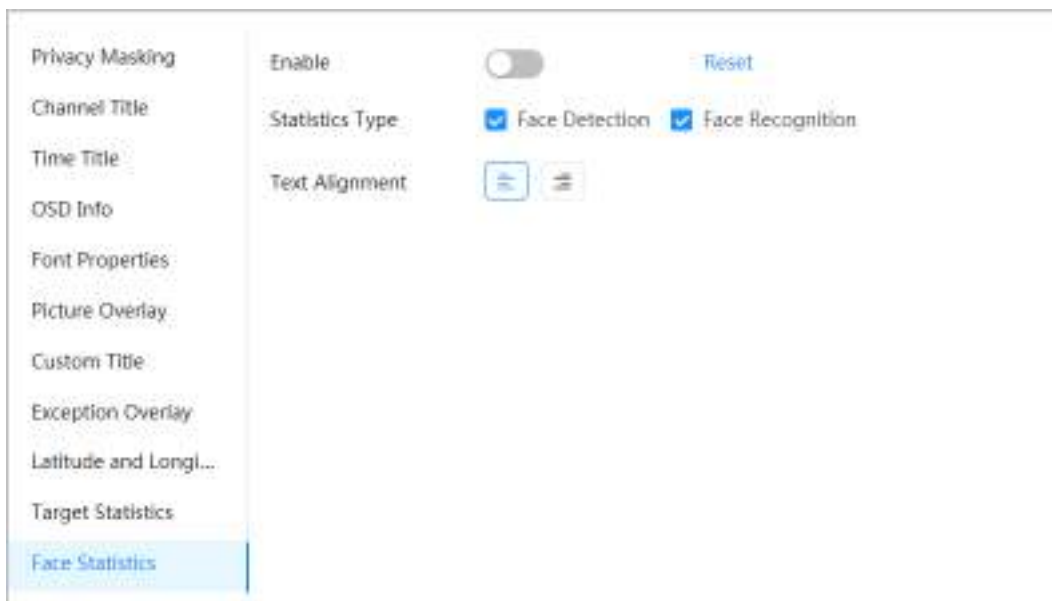 Privacy Masking
Channel Title
Time Title
OSD Info
Font Properties
Picture Overlay
Custom Title
Exception Overlay
Latitude and Longi...
Target Statistics
Face Statistics
Enable Reset
Statistics Type Face Detection Face Recognition
Text Alignment